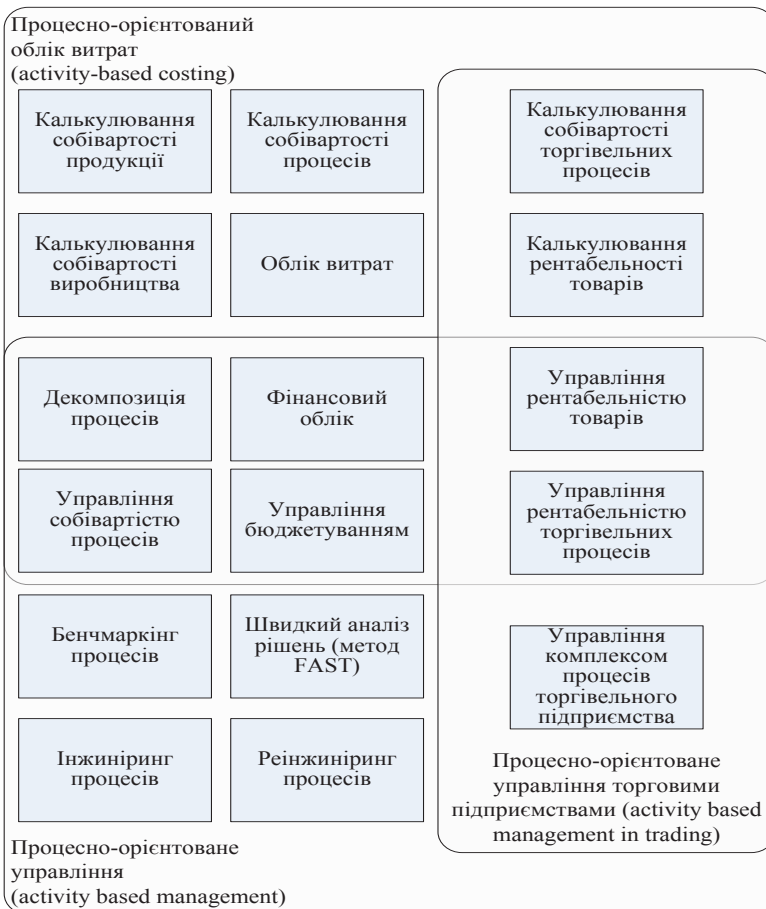 Процесно-орієнтований
облік витрат
(activity-based costing)
Калькулювання
собівартості
продукції
Калькулювання
собівартості
процесів
Калькулювання
собівартості
торгівельних
процесів
Калькулювання
собівартості
виробництва
Облік витрат
Калькулювання
рентабельності
товарів
Декомпозиція
процесів
Фінансовий
облік
Управління
рентабельністю
товарів
Управління
собівартістю
процесів
Управління
бюджетуванням
Управління
рентабельністю
торгівельних
процесів
Бенчмаркінг
процесів
Швидкий аналіз
рішень (метод
FAST)
Управління
комплексом
процесів
торгівельного
підприємства
Інжиніринг
процесів
Реінжиніринг
процесів
Процесно-орієнтоване
управління торговими
підприємствами (activity based
management in trading)
Процесно-орієнтоване
управління
(activity based management)